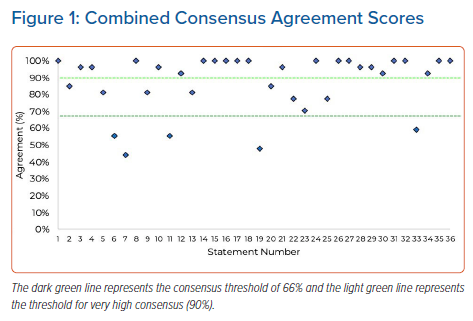 Figure 1: Combined Consensus Agreement Scores
100%
90%
80%
70%
60%
50%
40%
30%
20%
10%
0%
Agreement (%)
1 2 3 4 5 6 7 8 9 10 11 12 13 14 15 16 17 18 19 20 21 22 23 24 25 26 27 28 29 30 31 32 33 34 35 36
Statement Number
The dark green line represents the consensus threshold of 66% and the light green line represents
the threshold for very high consensus (90%).